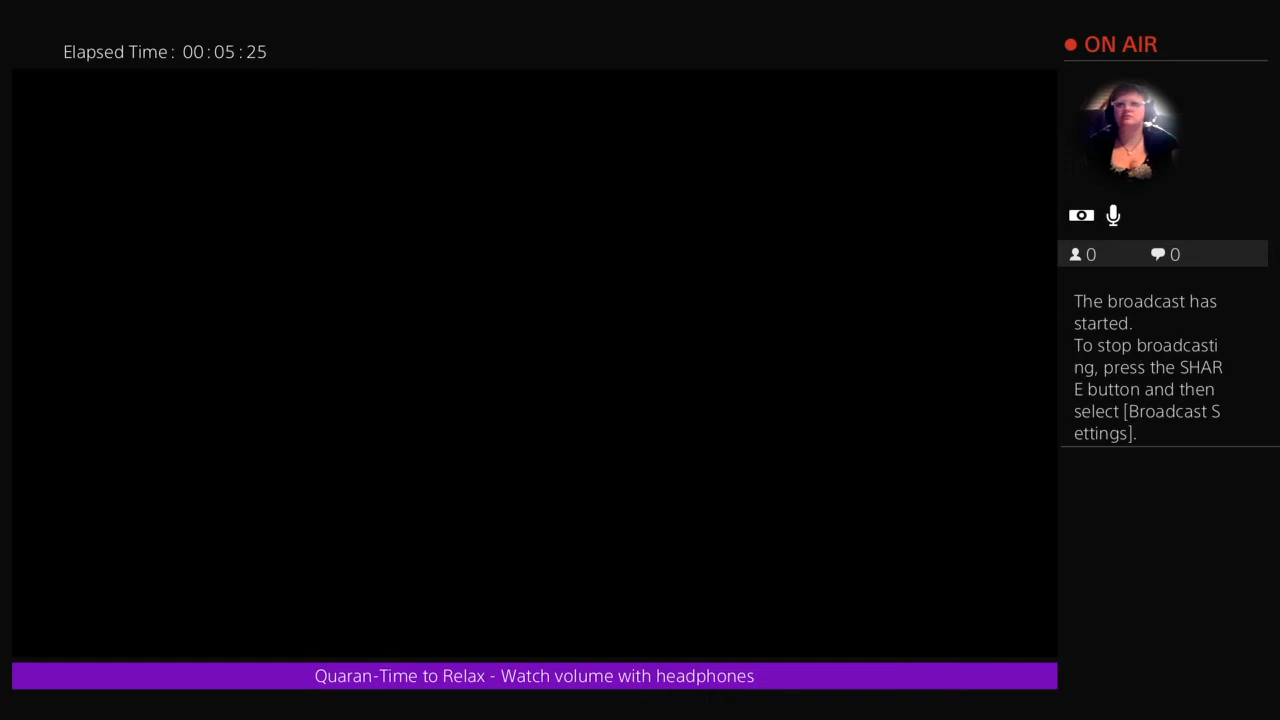 Elapsed Time: 00:05:25
ON AIR
0 0
The broadcast has
started.
To stop broadcasti
ng, press the SHAR
E button and then
select [Broadcast S
ettings].
Quaran-Time to Relax - Watch volume with headphones